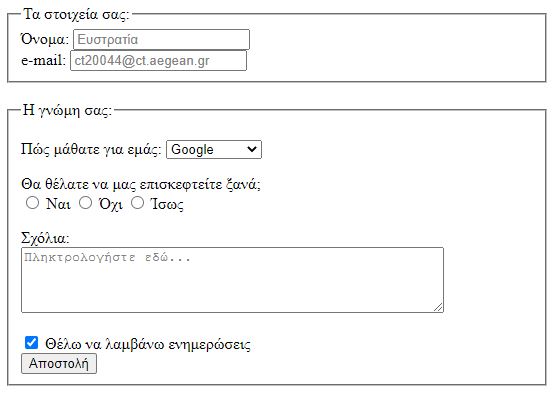 Τα στοιχεία σας:
Όνομα: Ευστρατία
e-mail: ct20044@ct.aegean.gr
Η γνώμη σας:
Πώς μάθατε για εμάς: Google
Θα θέλατε να μας επισκεφτείτε ξανά;
Ναι Όχι Ίσως
Σχόλια:
Πληκτρολογήστε εδώ...
Θέλω να λαμβάνω ενημερώσεις
Αποστολή